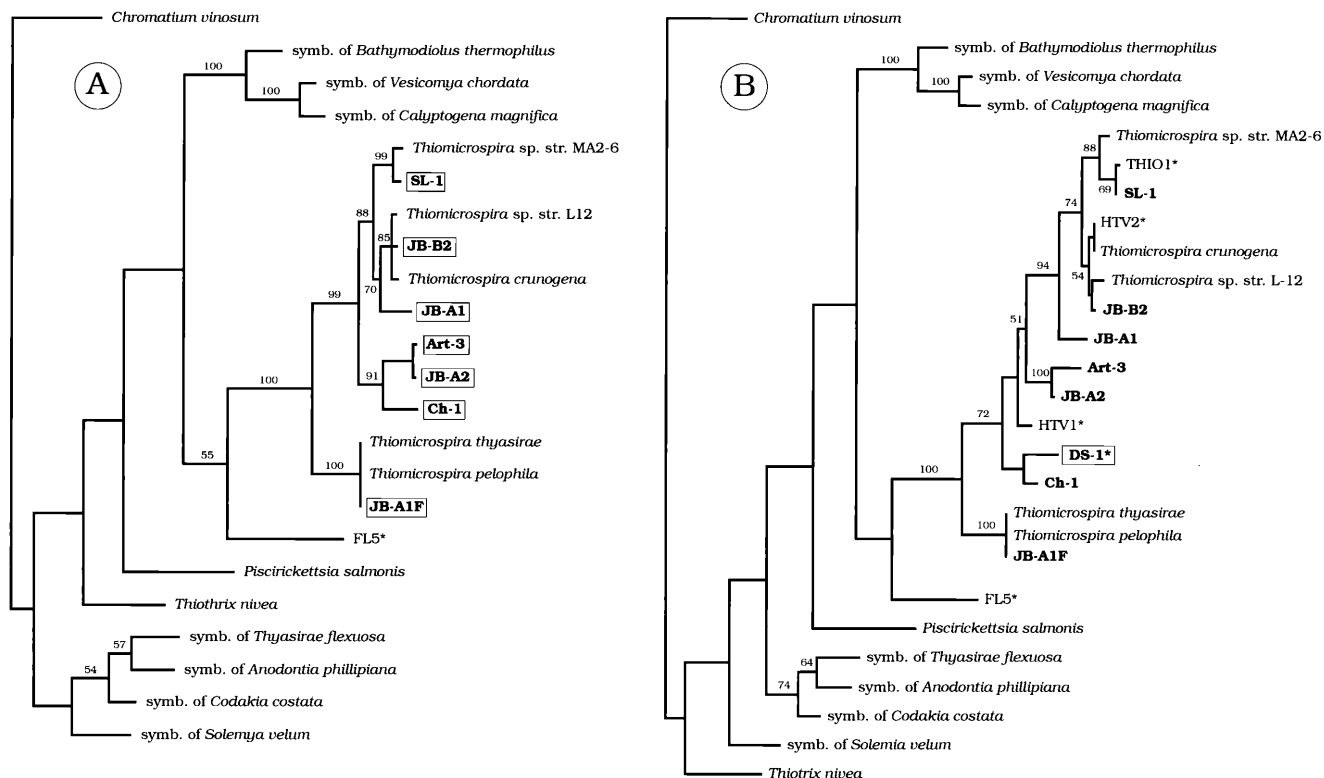 Chromatium vinosum
symb. of Bathymodiolus thermophilus
100
A
symb. of Vesicomya chordata
100
symb. of Calyptogena magnifica
Thiomicrospira sp. str. MA2-6
99
SL-1
88
Thiomicrospira sp. str. L12
85
JB-B2
Thiomicrospira crunogena
70
99
JB-A1
Art-3
JB-A2
91
100
Ch-1
Thiomicrospira thyasirae
55
100
Thiomicrospira pelophila
JB-A1F
FL5*
Piscirickettsia salmonis
Thiothrix nivea
57
symb. of Thyasirae flexuosa
54
symb. of Anodontia phillipiana
symb. of Codakia costata
symb. of Solemya velum
Chromatium vinosum
symb. of Bathymodiolus thermophilus
100
B
symb. of Vesicomya chordata
100
symb. of Calyptogena magnifica
Thiomicrospira sp. str. MA2-6
88
THIO1*
69
SL-1
74
HTV2*
Thiomicrospira crunogena
94
54
Thiomicrospira sp. str. L-12
JB-B2
51
JB-A1
Art-3
100
JB-A2
72
HTV1*
DS-1*
100
Ch-1
Thiomicrospira thyasirae
100
Thiomicrospira pelophila
JB-A1F
FL5*
Piscirickettsia salmonis
64
symb. of Thyasirae flexuosa
74
symb. of Anodontia phillipiana
symb. of Codakia costata
symb. of Solemia velum
Thiotrix nivea